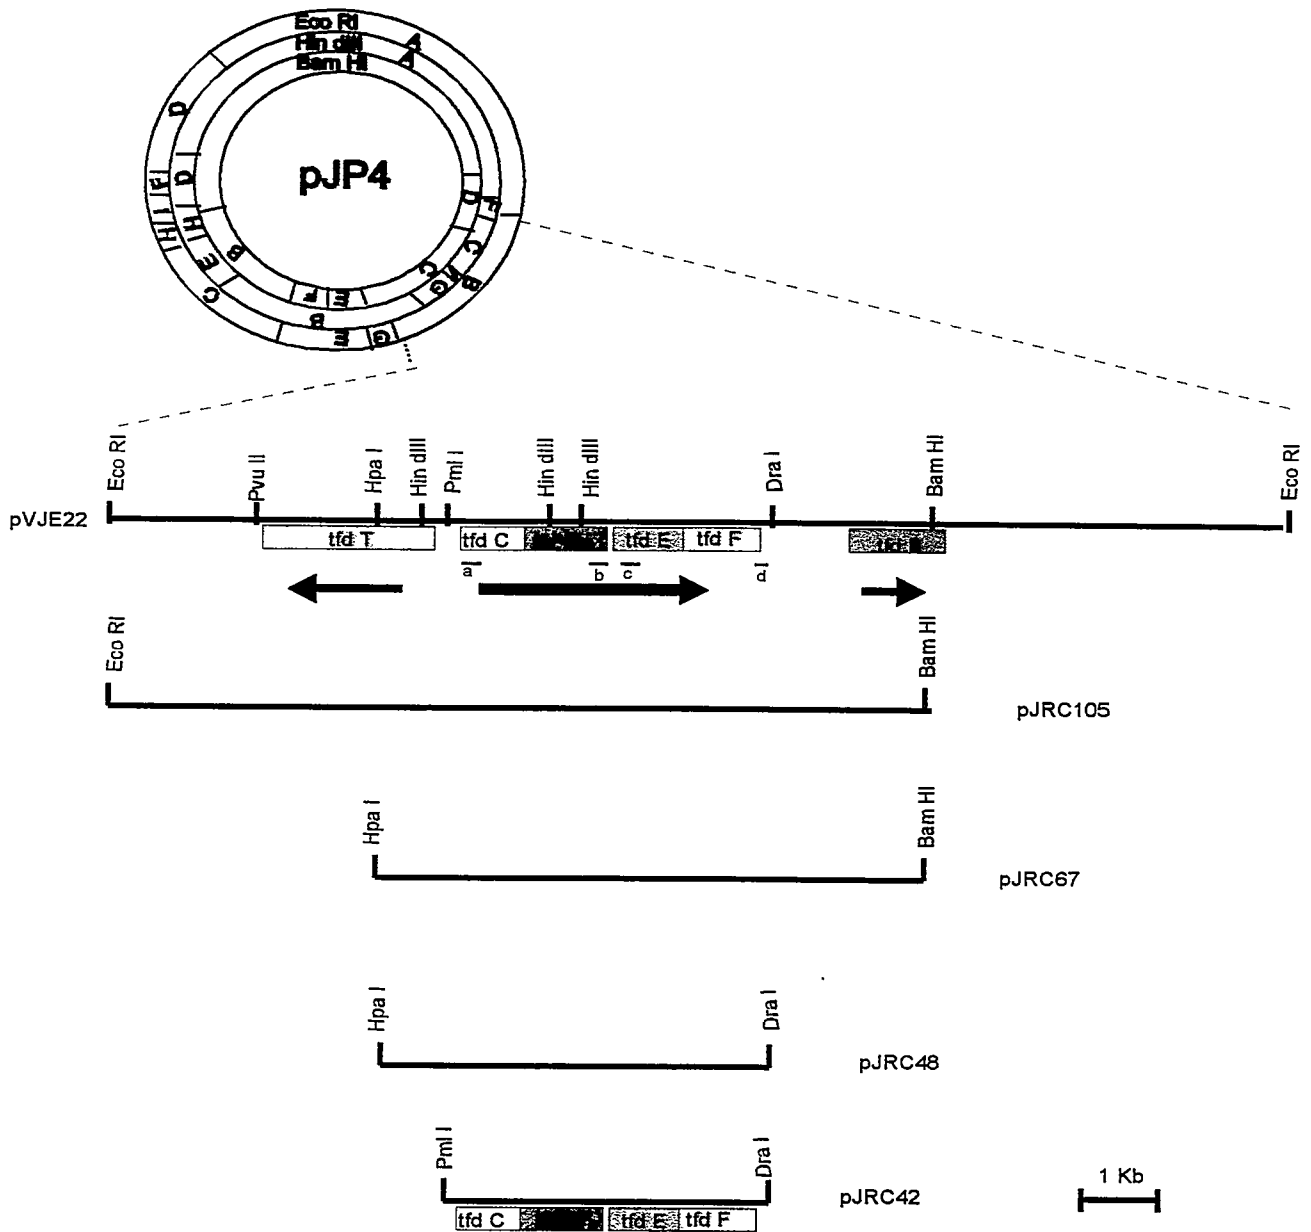 Eco RI
A
Hin dIII
A
Bam HI
D
pJP4
F
D
I
H
H
E
B
C
D
F
C
C
G
B
F
E
B
E
G
Eco RI
Pvu II
Hpa I
Hin dIII
Pml I
Hin dIII
Hin dIII
Dra I
Bam HI
Eco RI
pVJE22
tfd T
tfd C
tfd E
tfd F
a
b
c
d
Eco RI
Bam HI
pJRC105
Hpa I
Bam HI
pJRC67
Hpa I
Dra I
pJRC48
Pml I
Dra I
1 Kb
pJRC42
tfd C
tfd E
tfd F